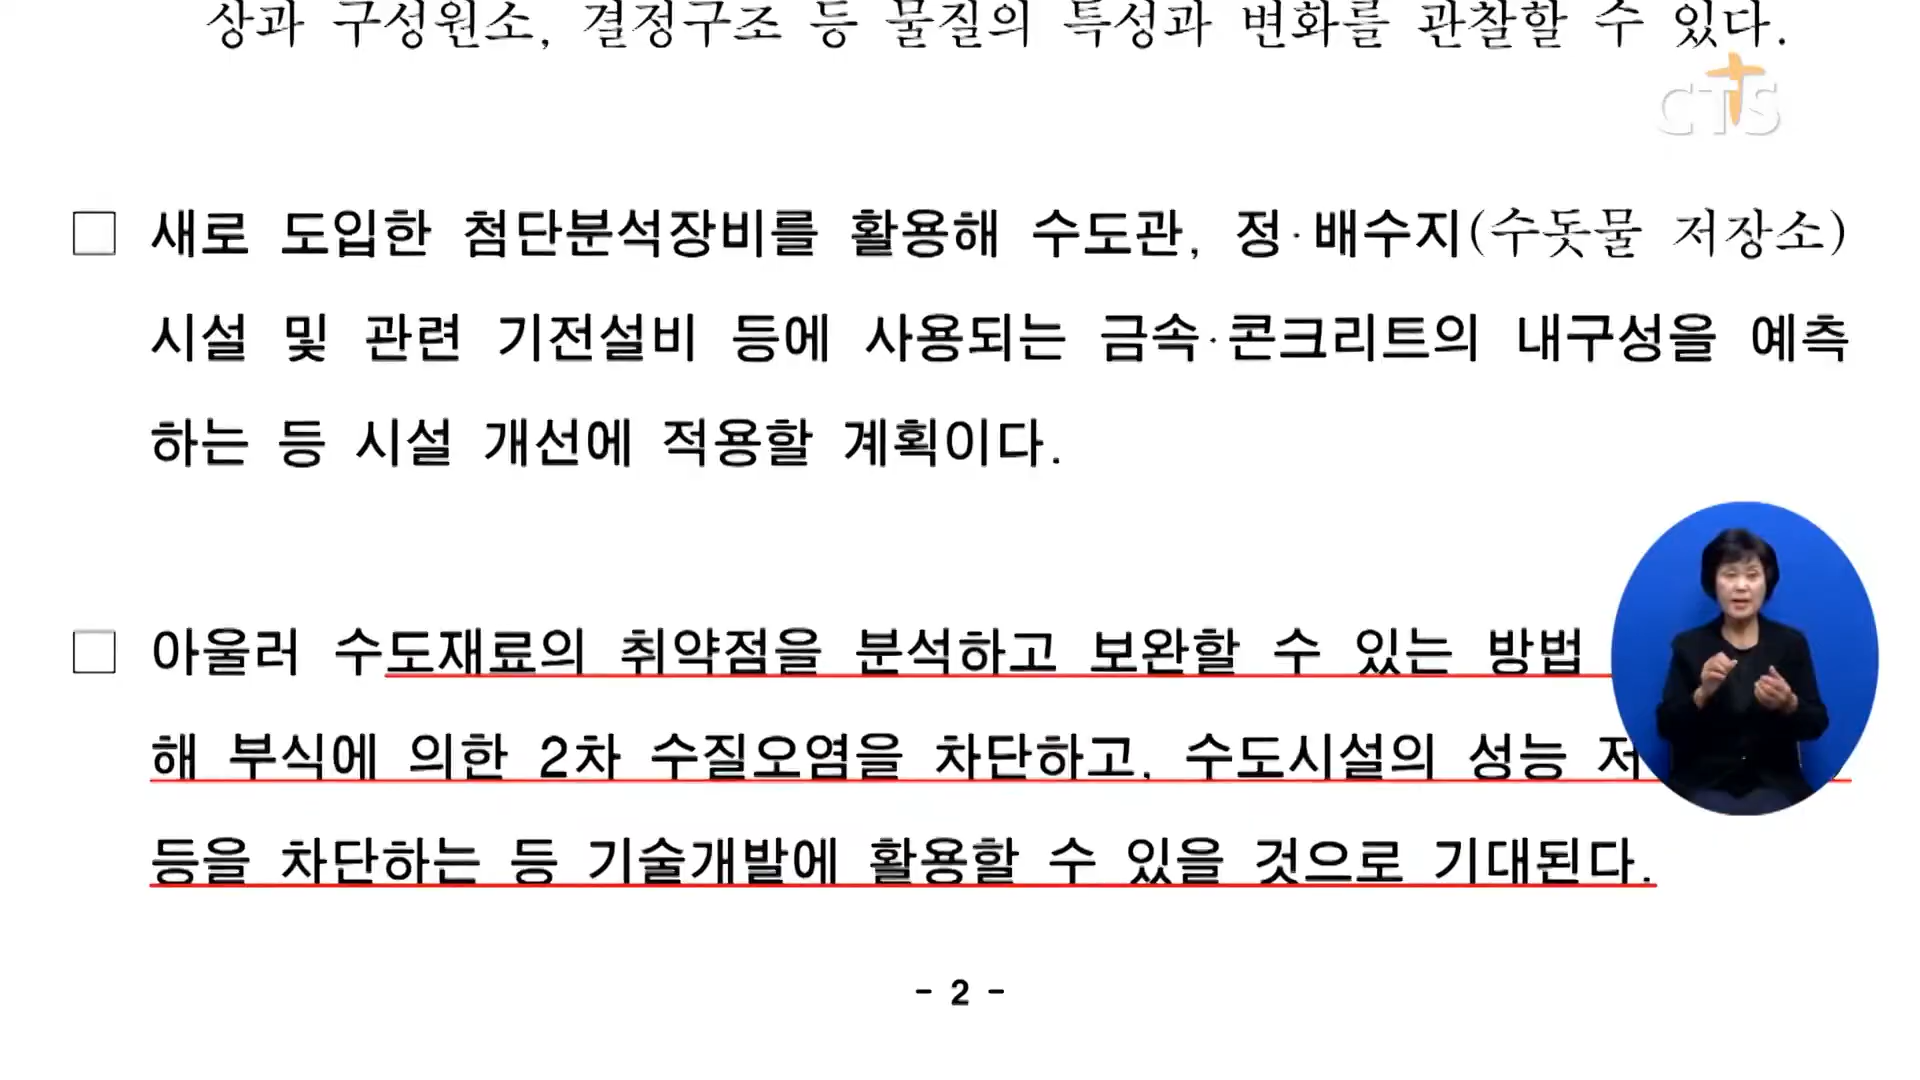 상과 구성원소, 결정구조 등 물질의 특성과 변화를 관찰할 수 있다.
CTS
□ 새로 도입한 첨단분석장비를 활용해 수도관, 정·배수지(수돗물 저장소)
시설 및 관련 기전설비 등에 사용되는 금속·콘크리트의 내구성을 예측
하는 등 시설 개선에 적용할 계획이다.
□ 아울러 수도재료의 취약점을 분석하고 보완할 수 있는 방법
해 부식에 의한 2차 수질오염을 차단하고, 수도시설의 성능 저
등을 차단하는 등 기술개발에 활용할 수 있을 것으로 기대된다.
- 2 -